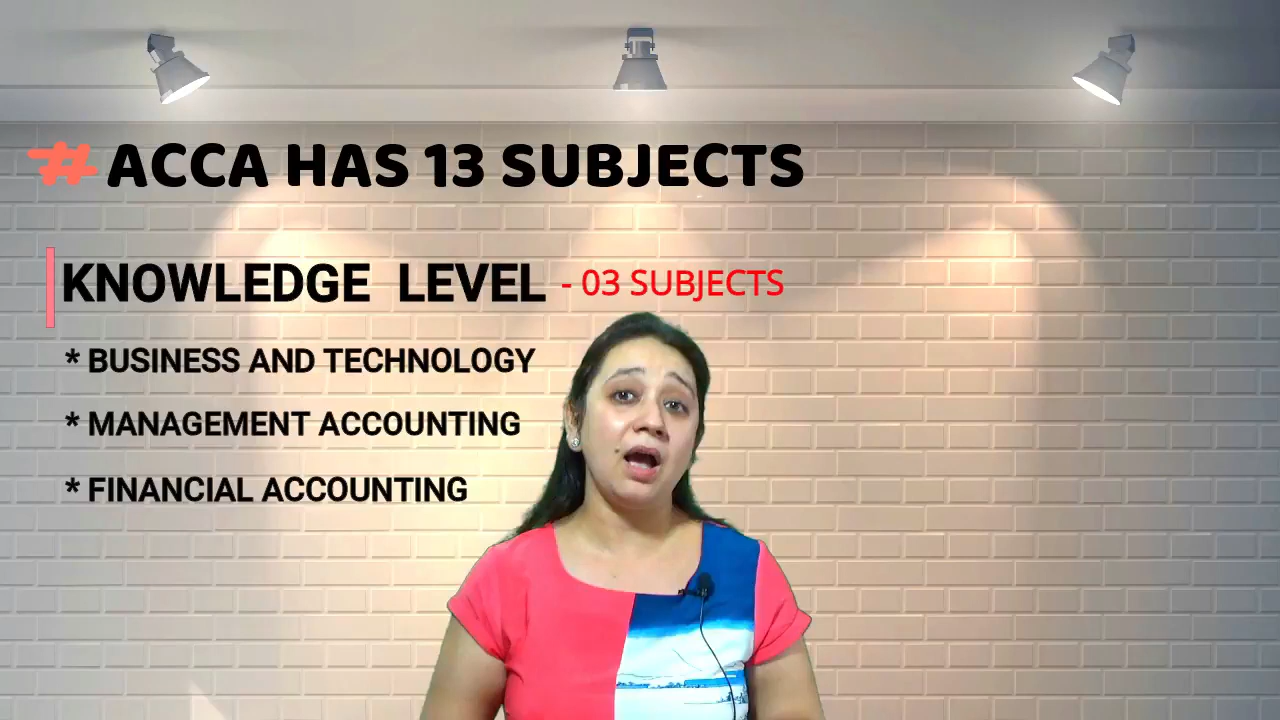 # ACCA HAS 13 SUBJECTS
KNOWLEDGE LEVEL - 03 SUBJECTS
* BUSINESS AND TECHNOLOGY
* MANAGEMENT ACCOUNTING
* FINANCIAL ACCOUNTING